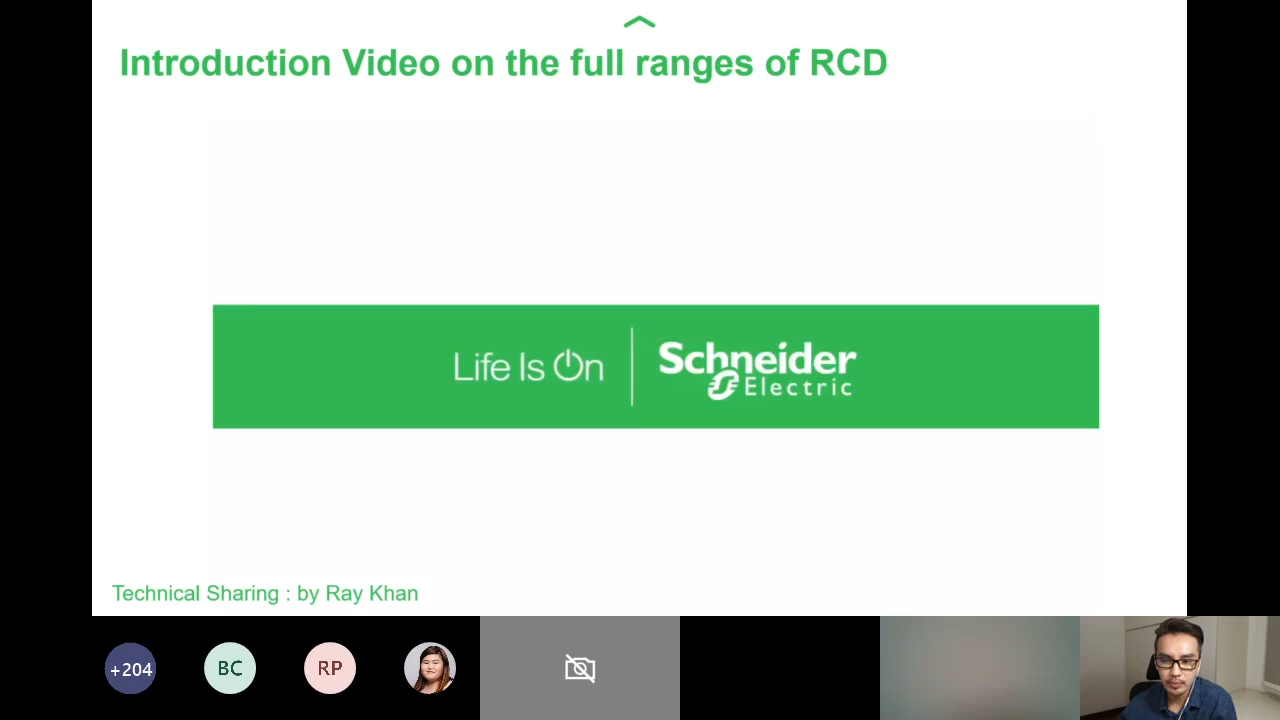 Introduction Video on the full ranges of RCD
Life Is On
Schneider
Electric
Technical Sharing : by Ray Khan
+204
BC
RP